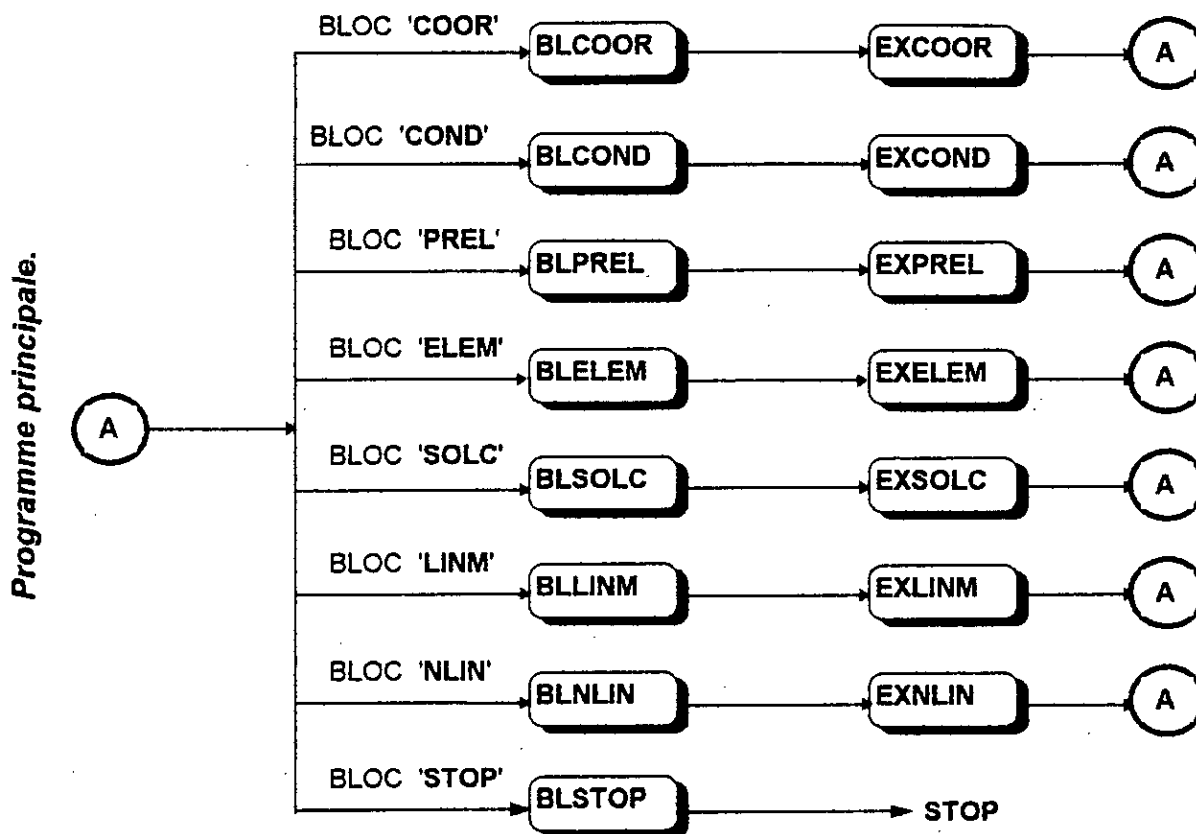 BLOC 'COOR' BLCOOR EXCOOR A
BLOC 'COND' BLCOND EXCOND A
BLOC 'PREL' BLPREL EXPREL A
BLOC 'ELEM' BLELEM EXELEM A
Programme principale.
A
BLOC 'SOLC' BLSOLC EXSOLC A
BLOC 'LINM' BLLINM EXLINM A
BLOC 'NLIN' BLNLIN EXNLIN A
BLOC 'STOP' BLSTOP STOP